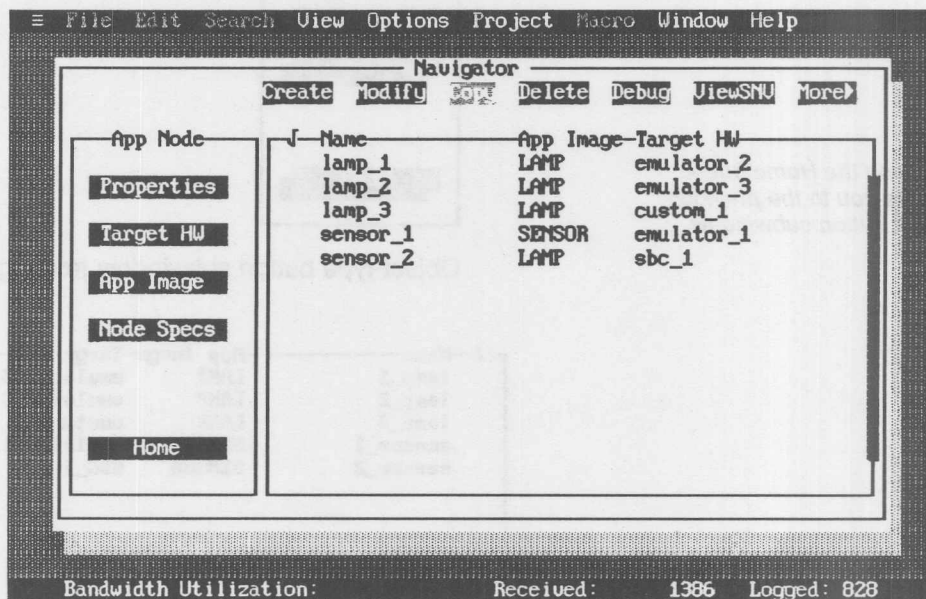 ≡ File Edit Search View Options Project Macro Window Help
Navigator
Create Modify Copy Delete Debug ViewSNV More▶
App Node
Properties
Target HW
App Image
Node Specs
Home
√ Name App Image Target HW
lamp_1 LAMP emulator_2
lamp_2 LAMP emulator_3
lamp_3 LAMP custom_1
sensor_1 SENSOR emulator_1
sensor_2 LAMP sbc_1
Bandwidth Utilization: Received: 1386 Logged: 828